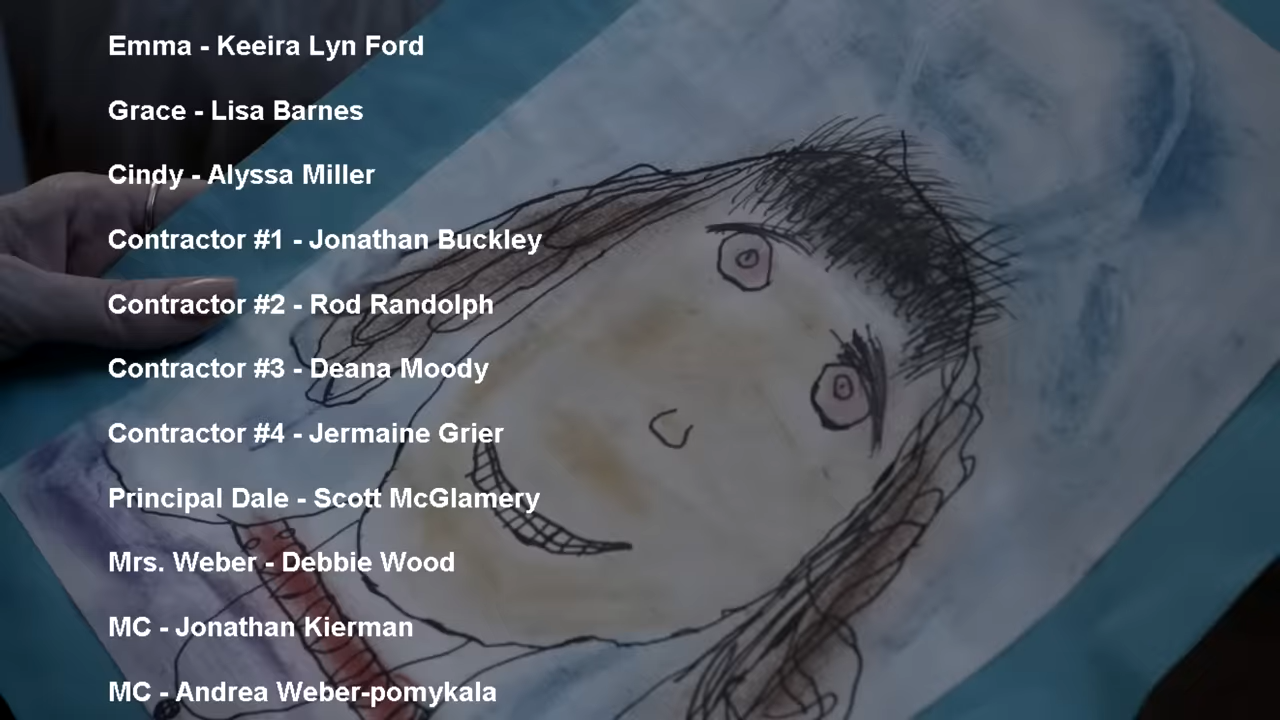 Emma - Keeira Lyn Ford
Grace - Lisa Barnes
Cindy - Alyssa Miller
Contractor #1 - Jonathan Buckley
Contractor #2 - Rod Randolph
Contractor #3 - Deana Moody
Contractor #4 - Jermaine Grier
Principal Dale - Scott McGlamery
Mrs. Weber - Debbie Wood
MC - Jonathan Kierman
MC - Andrea Weber-pomykala